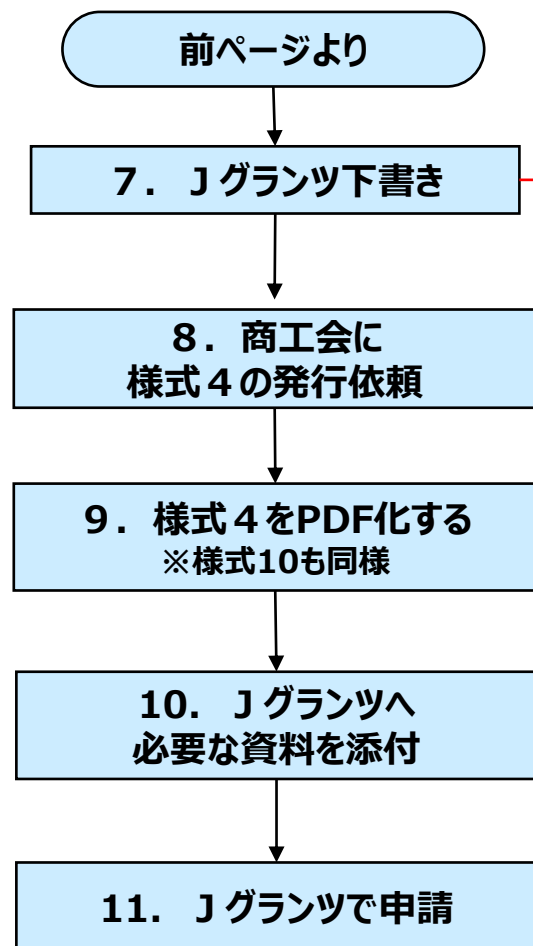 前ページより
７．Ｊグランツ下書き
８．商工会に
様式４の発行依頼
９．様式４をPDF化する
※様式10も同様
10．Ｊグランツへ
必要な資料を添付
11．Ｊグランツで申請